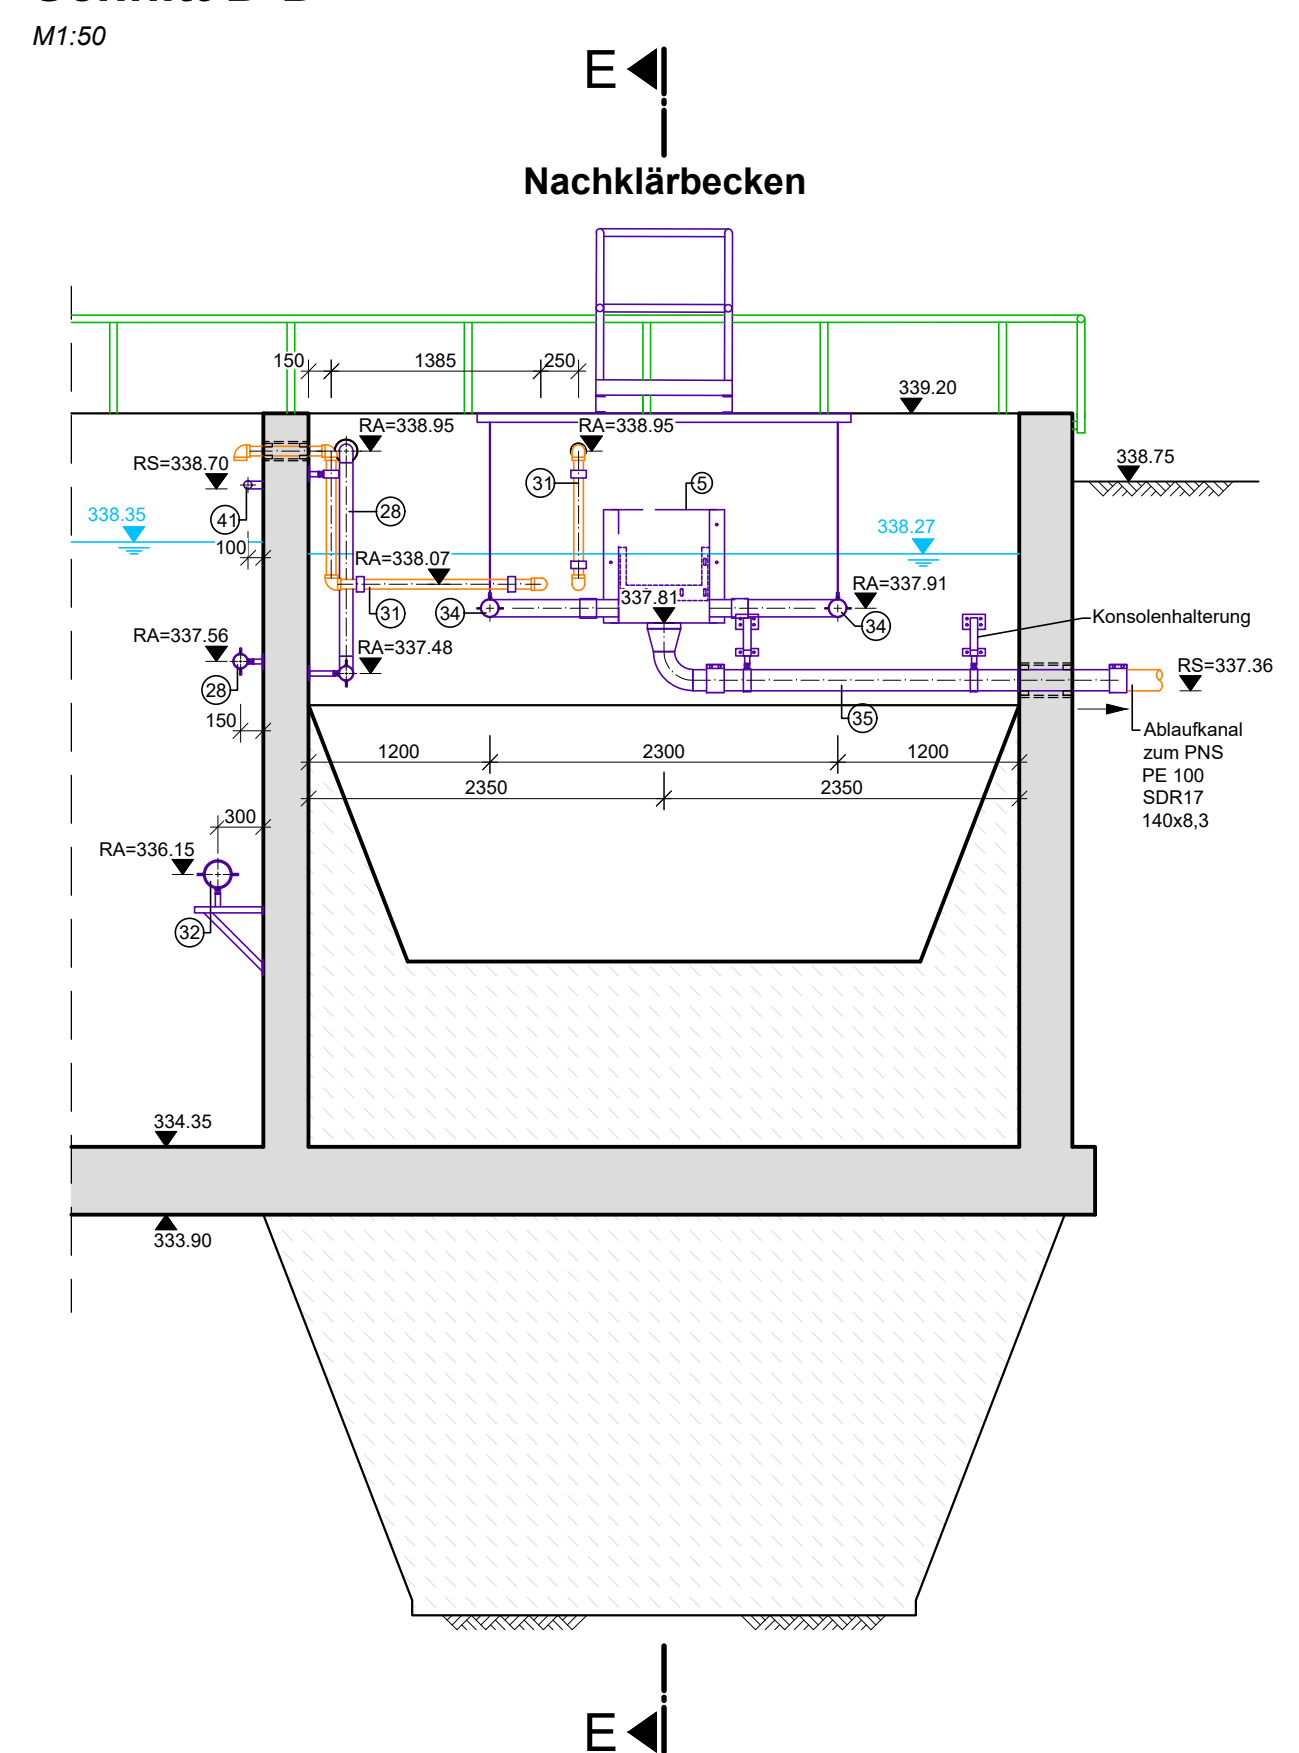 M1:50
E
Nachklärbecken
150
1385
250
339.20
RA=338.95
RA=338.95
RS=338.70
338.75
31
5
41
28
338.35
338.27
100
RA=338.07
RA=337.91
337.81
31
34
34
Konsolenhalterung
RA=337.56
RA=337.48
RS=337.36
28
35
150
Ablaufkanal
zum PNS
PE 100
SDR17
140x8,3
1200
2300
1200
2350
2350
300
RA=336.15
32
334.35
333.90
E